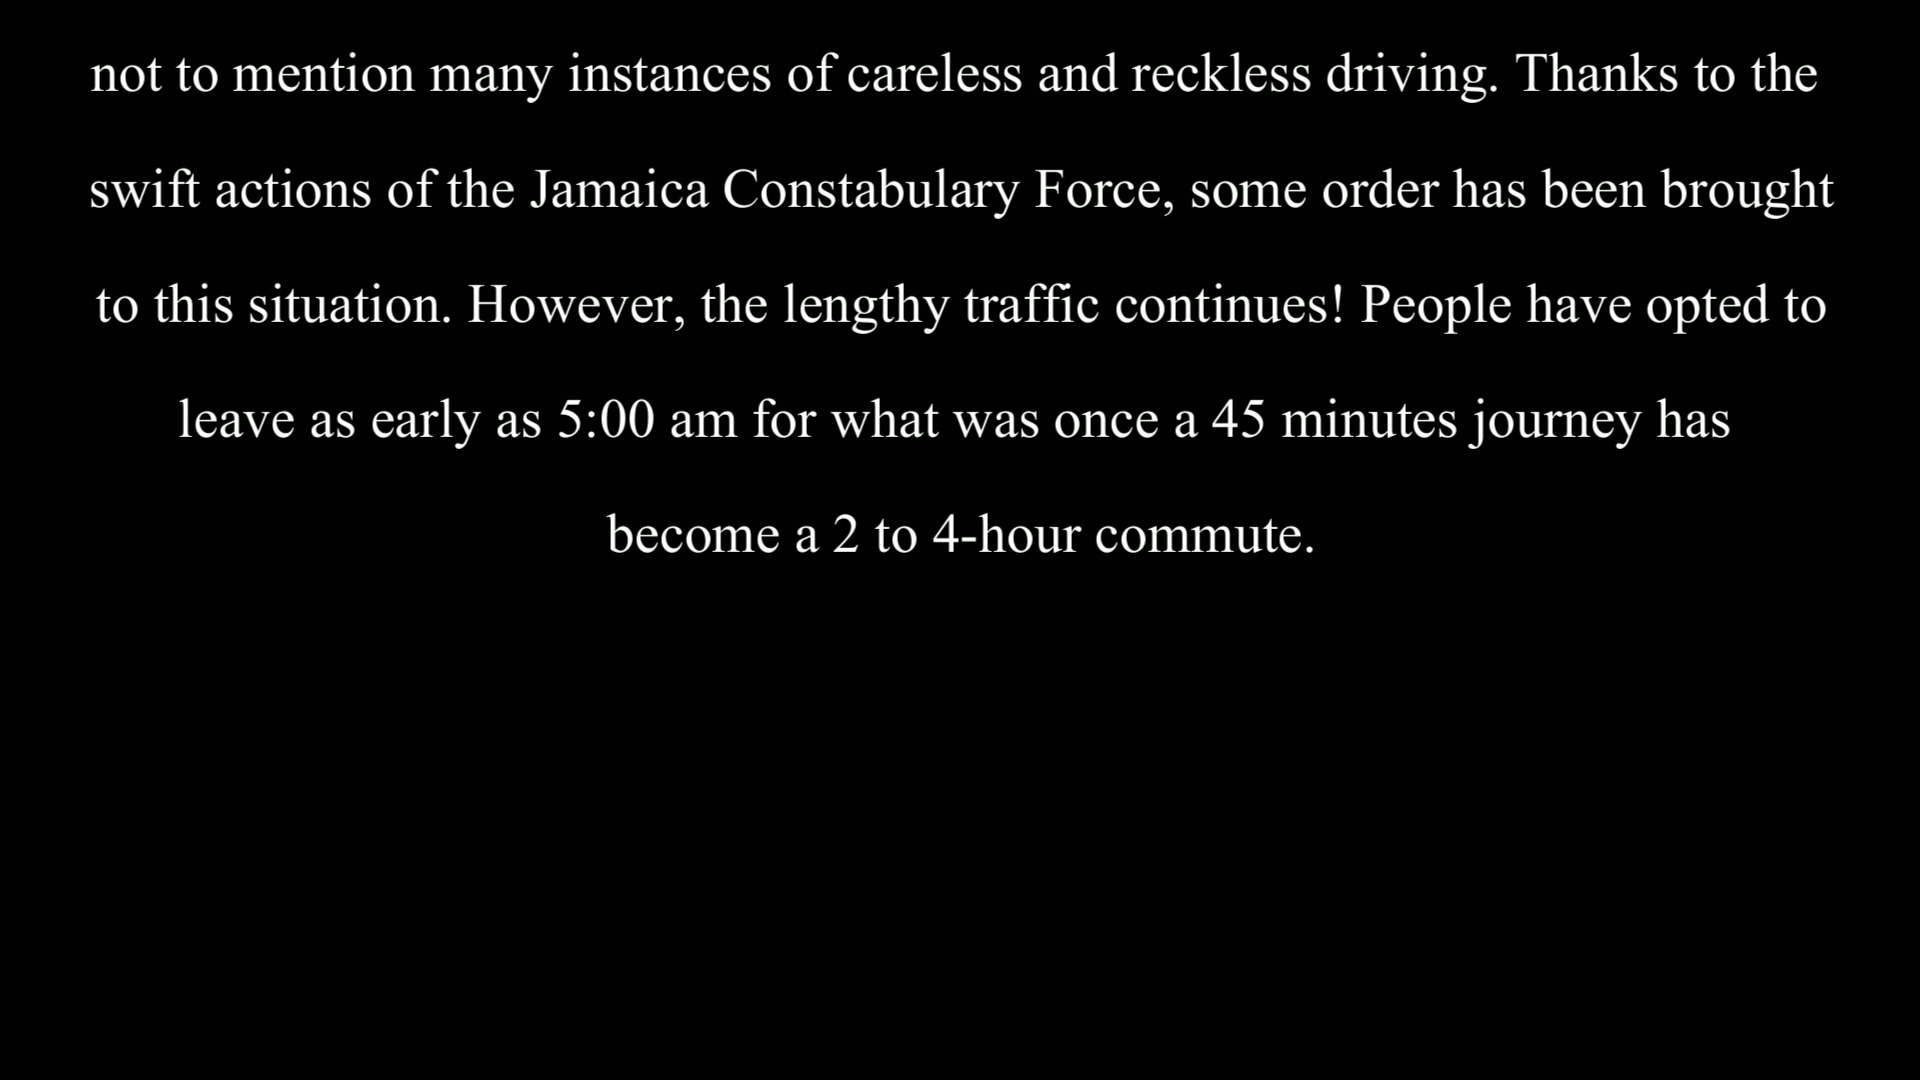 not to mention many instances of careless and reckless driving. Thanks to the
swift actions of the Jamaica Constabulary Force, some order has been brought
to this situation. However, the lengthy traffic continues! People have opted to
leave as early as 5:00 am for what was once a 45 minutes journey has
become a 2 to 4-hour commute.